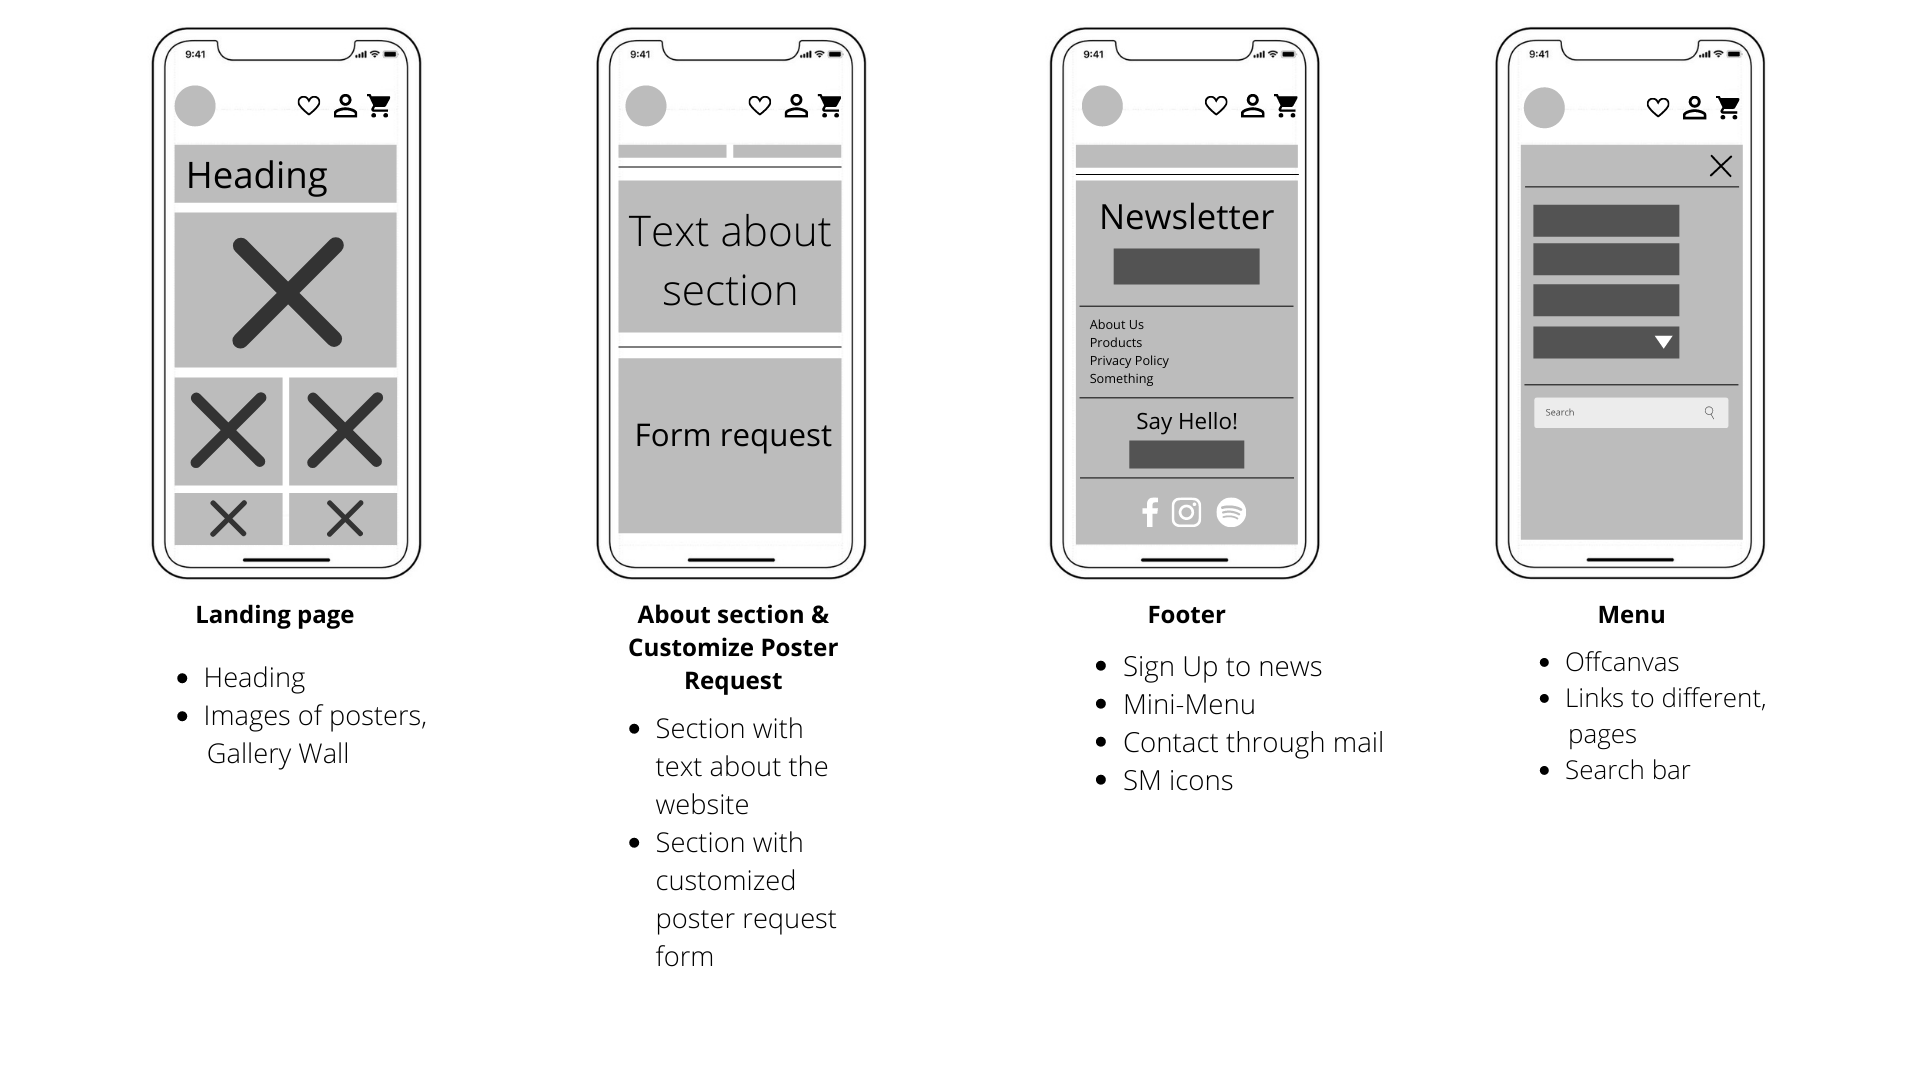 9:41
Heading
Landing page
Heading
Images of posters,
Gallery Wall
9:41
Text about
section
Form request
About section &
Customize Poster
Request
Section with
text about the
website
Section with
customized
poster request
form
9:41
Newsletter
About Us
Products
Privacy Policy
Something
Say Hello!
Footer
Sign Up to news
Mini-Menu
Contact through mail
SM icons
9:41
Search
Menu
Offcanvas
Links to different,
pages
Search bar